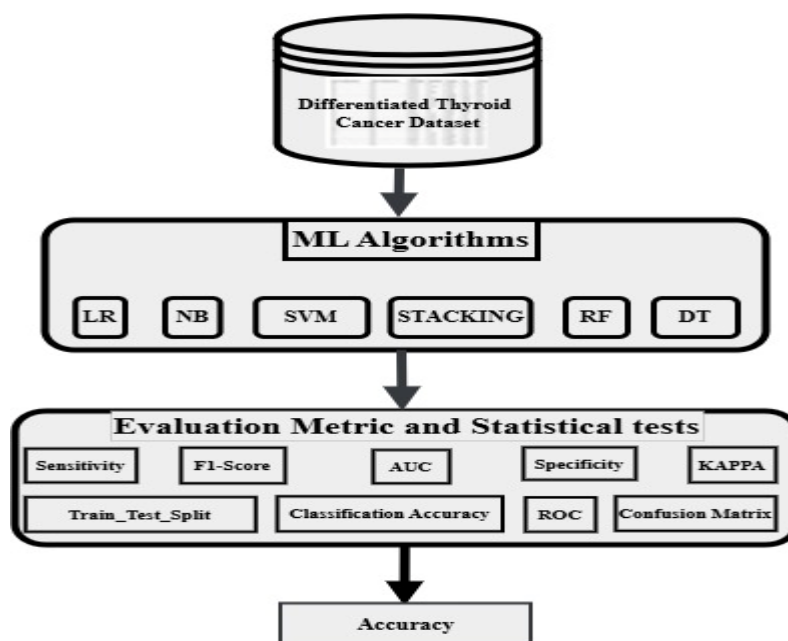 Differentiated Thyroid
Cancer Dataset
ML Algorithms
LR NB SVM STACKING RF DT
Evaluation Metric and Statistical tests
Sensitivity F1-Score AUC Specificity KAPPA
Train_Test_Split Classification Accuracy ROC Confusion Matrix
Accuracy